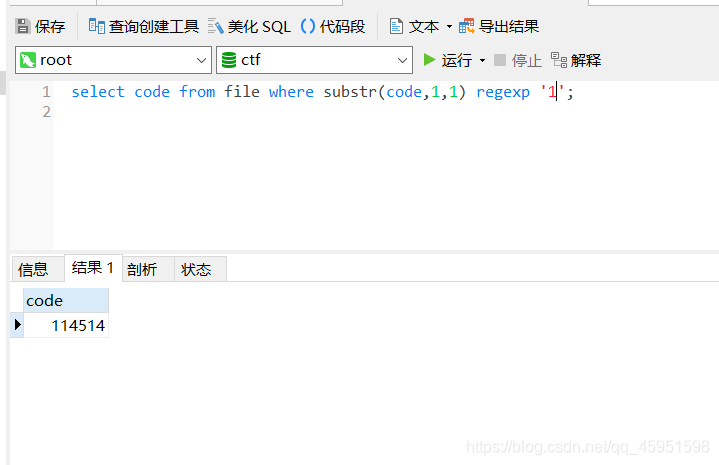 保存 查询创建工具 美化 SQL () 代码段 文本 导出结果
root ctf 运行 停止 解释
1 select code from file where substr(code,1,1) regexp '1';
2
信息 结果 1 剖析 状态
code
114514
https://blog.csdn.net/qq_45951598